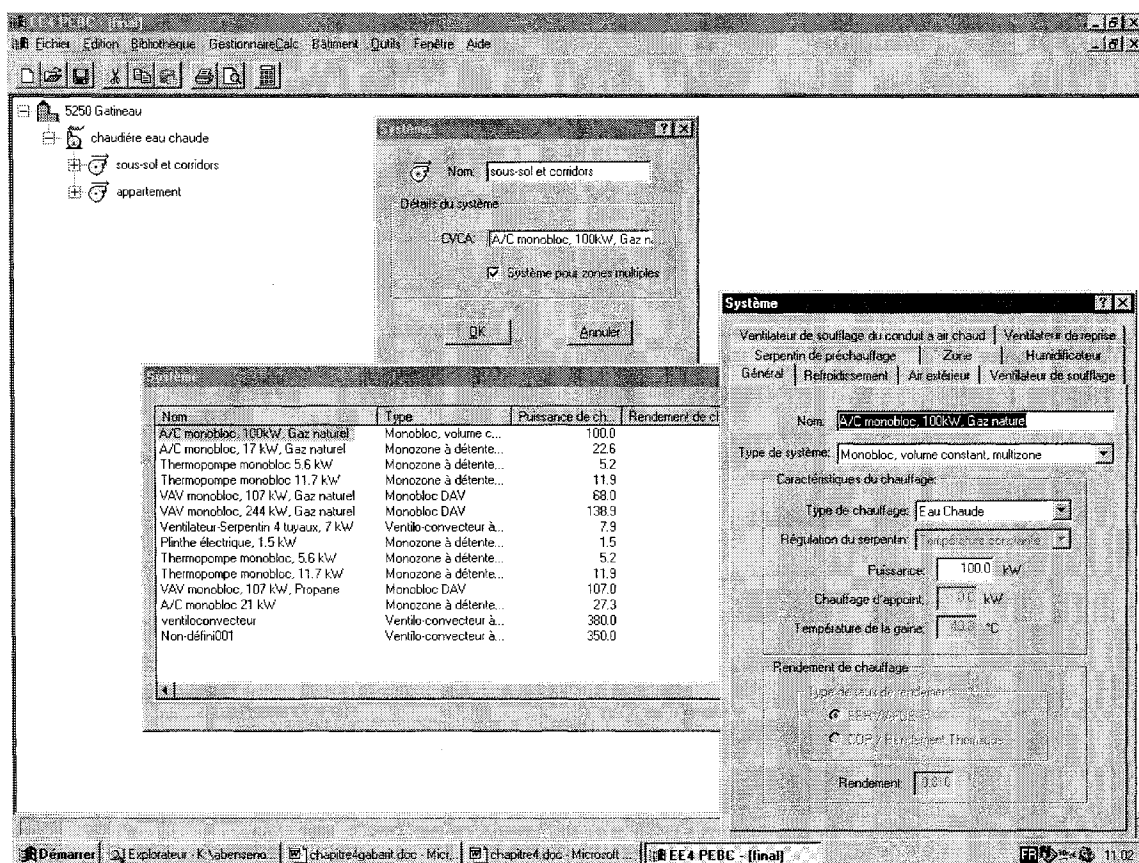 EE4 PEBC - [final]
Fichier Edition Bibliothèque GestionnaireCalc Bâtiment Outils Fenêtre Aide
5250 Gatineau
chaudiére eau chaude
sous-sol et corridors
appartement
Système
Nom: sous-sol et corridors
Détails du système
CVCA: A/C monobloc, 100kW, Gaz n
Système pour zones multiples
OK Annuler
Système
Nom Type Puissance de ch... Rendement de c
A/C monobloc, 100kW, Gaz naturel Monobloc, volume c... 100.0
A/C monobloc, 17 kW, Gaz naturel Monozone à détente... 22.6
Thermopompe monobloc 5.6 kW Monozone à détente... 5.2
Thermopompe monobloc 11.7 kW Monozone à détente... 11.9
VAV monobloc, 107 kW, Gaz naturel Monobloc DAV 68.0
VAV monobloc, 244 kW, Gaz naturel Monobloc DAV 138.9
Ventilateur-Serpentin 4 tuyaux, 7 kW Ventilo-convecteur à... 7.9
Plinthe électrique, 1.5 kW Monozone à détente... 1.5
Thermopompe monobloc, 5.6 kW Monozone à détente... 5.2
Thermopompe monobloc, 11.7 kW Monozone à détente... 11.9
VAV monobloc, 107 kW, Propane Monobloc DAV 107.0
A/C monobloc 21 kW Monozone à détente... 27.3
ventiloconvecteur Ventilo-convecteur à... 380.0
Non-défini001 Ventilo-convecteur à... 350.0
Système
Ventilateur de soufflage du conduit a air chaud Ventilateur de reprise
Serpentin de préchauffage Zone Humidificateur
Général Refroidissement Air extérieur Ventilateur de soufflage
Nom: A/C monobloc, 100kW, Gaz naturel
Type de système: Monobloc, volume constant, multizone
Caractéristiques du chauffage:
Type de chauffage: Eau Chaude
Régulation du serpentin: Température constante
Puissance: 100.0 kW
Chauffage d'appoint: kW
Température de la gaine: °C
Rendement de chauffage
Type de taux de rendement
Rendement:
Démarrer Explorateur - K:\abenseno... chapitre4gabarit.doc - Micr... chapitre4.doc - Microsoft ... EE4 PEBC - [final] FR 11:02